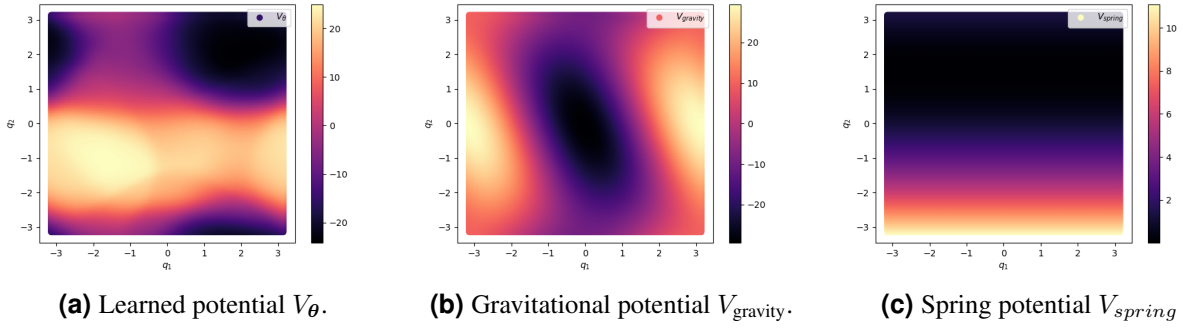 3
2
1
0
−1
−2
−3
−3 −2 −1 0 1 2 3
q₁
q₂
V_θ
20
10
0
−10
−20
(a) Learned potential V_θ.
3
2
1
0
−1
−2
−3
−3 −2 −1 0 1 2 3
q₁
q₂
V_gravity
20
10
0
−10
−20
(b) Gravitational potential V_gravity.
3
2
1
0
−1
−2
−3
−3 −2 −1 0 1 2 3
q₁
q₂
V_spring
10
8
6
4
2
(c) Spring potential V_spring